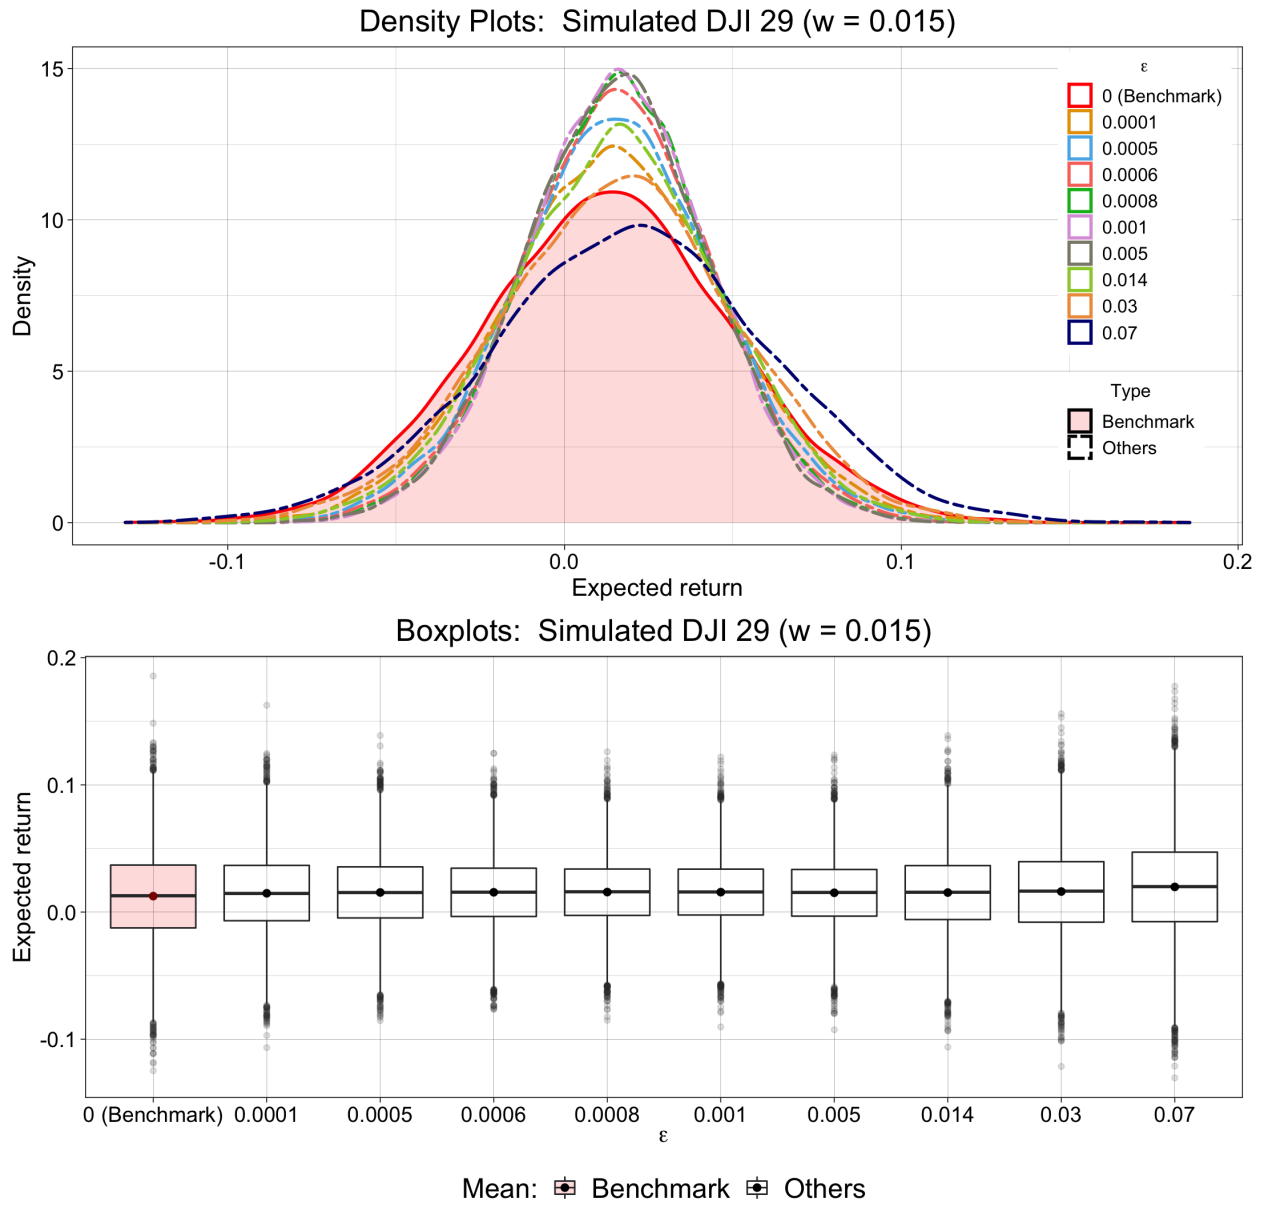 Density Plots:  Simulated DJI 29 (w = 0.015)
15
10
5
0
Density
-0.1 0.0 0.1 0.2
Expected return
ε
0 (Benchmark)
0.0001
0.0005
0.0006
0.0008
0.001
0.005
0.014
0.03
0.07
Type
Benchmark
Others
Boxplots:  Simulated DJI 29 (w = 0.015)
0.2
0.1
0.0
-0.1
Expected return
0 (Benchmark) 0.0001 0.0005 0.0006 0.0008 0.001 0.005 0.014 0.03 0.07
ε
Mean: Benchmark Others